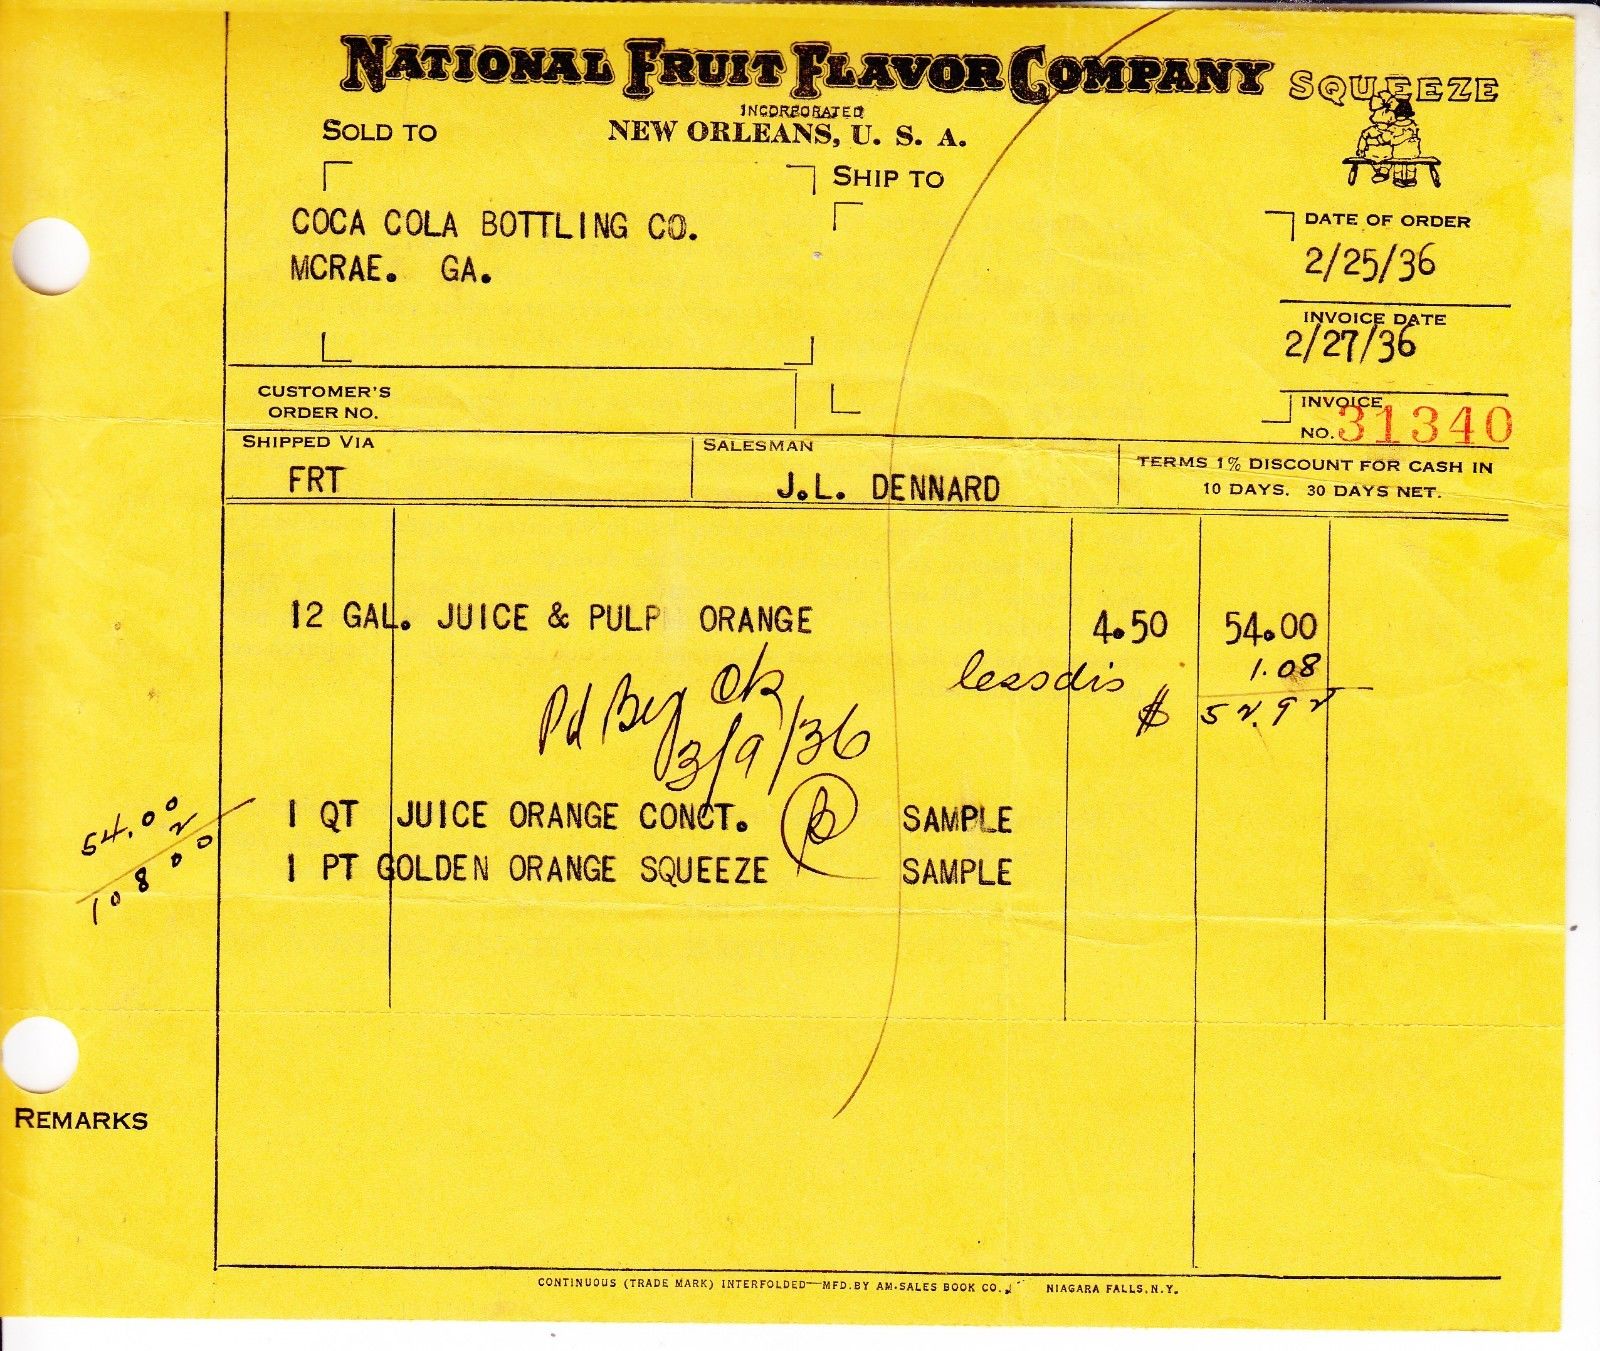 NATIONAL FRUIT FLAVOR COMPANY
SQUEEZE
INCORPORATED
NEW ORLEANS, U. S. A.
SOLD TO
SHIP TO
COCA COLA BOTTLING CO.
MCRAE. GA.
DATE OF ORDER
2/25/36
INVOICE DATE
2/27/36
CUSTOMER'S
ORDER NO.
INVOICE
NO. 31340
SHIPPED VIA
FRT
SALESMAN
J.L. DENNARD
TERMS 1% DISCOUNT FOR CASH IN
10 DAYS. 30 DAYS NET.
12 GAL. JUICE & PULP ORANGE 4.50 54.00
less dis 1.08
$ 52.92
Pd By Ck
3/9/36
1 QT JUICE ORANGE CONCT. SAMPLE
1 PT GOLDEN ORANGE SQUEEZE SAMPLE
54.00
2
10800
REMARKS
CONTINUOUS (TRADE MARK) INTERFOLDED—MFD. BY AM. SALES BOOK CO., NIAGARA FALLS, N.Y.